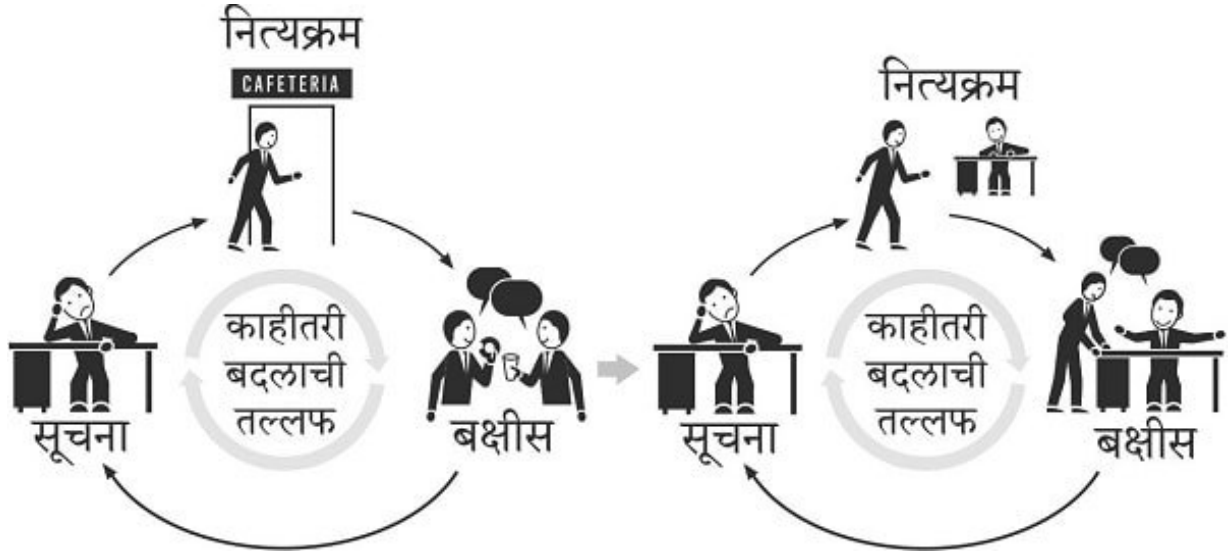 नित्यक्रम
CAFETERIA
काहीतरी
बदलाची
तल्लफ
सूचना
बक्षीस
नित्यक्रम
काहीतरी
बदलाची
तल्लफ
सूचना
बक्षीस